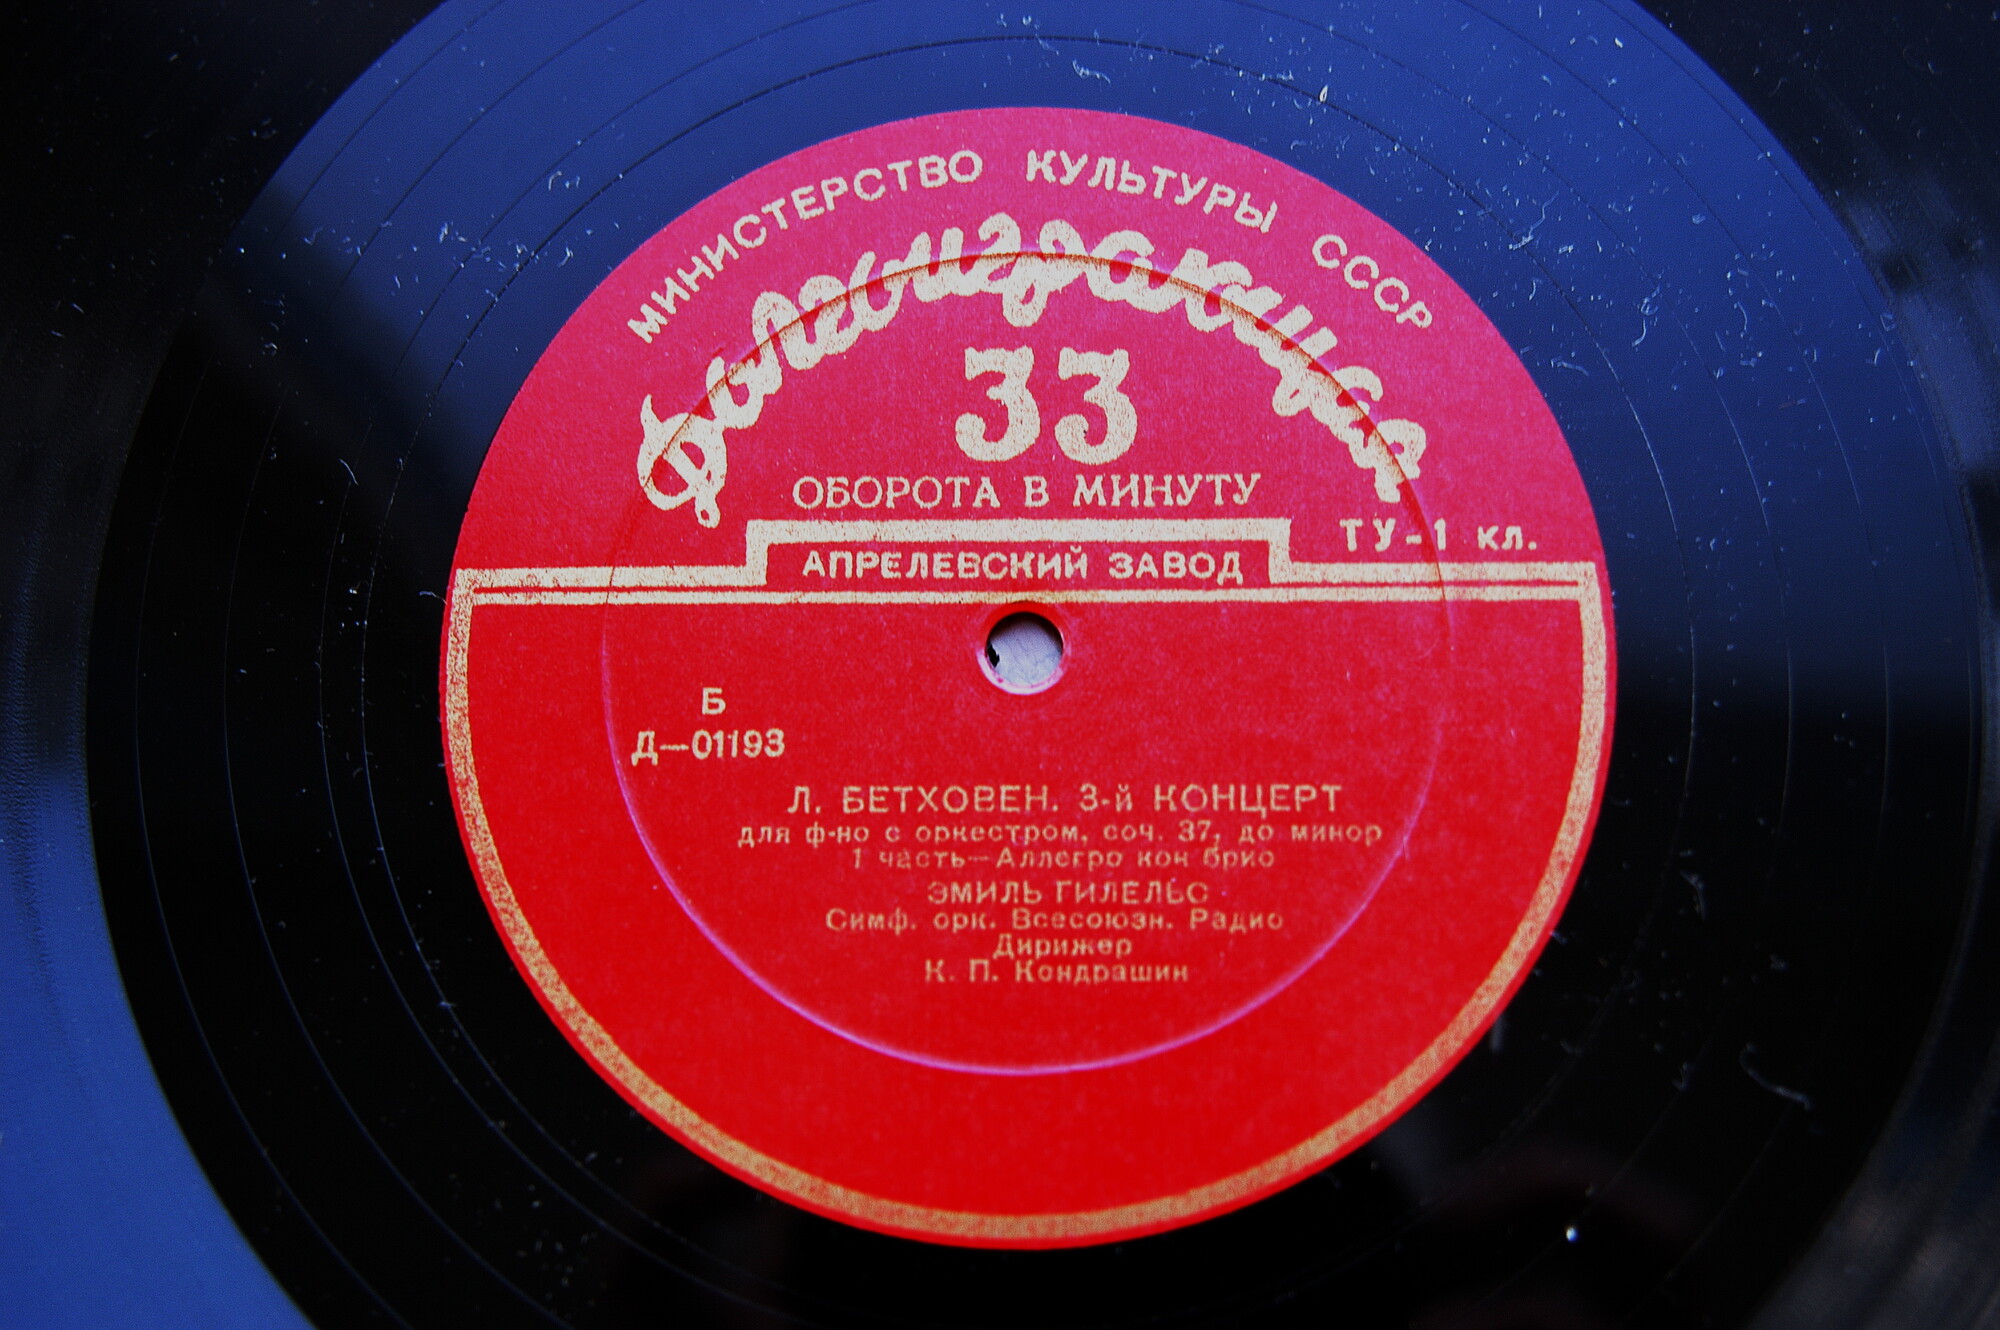 МИНИСТЕРСТВО КУЛЬТУРЫ СССР
Долгоиграющая
33
ОБОРОТА В МИНУТУ
ТУ-1 кл.
АПРЕЛЕВСКИЙ ЗАВОД
Б
Д—01193
Л. БЕТХОВЕН. 3-й КОНЦЕРТ
для ф-но с оркестром, соч. 37, до минор
1 часть—Аллегро кон брио
ЭМИЛЬ ГИЛЕЛЬС
Симф. орк. Всесоюзн. Радио
Дирижер
К. П. Кондрашин